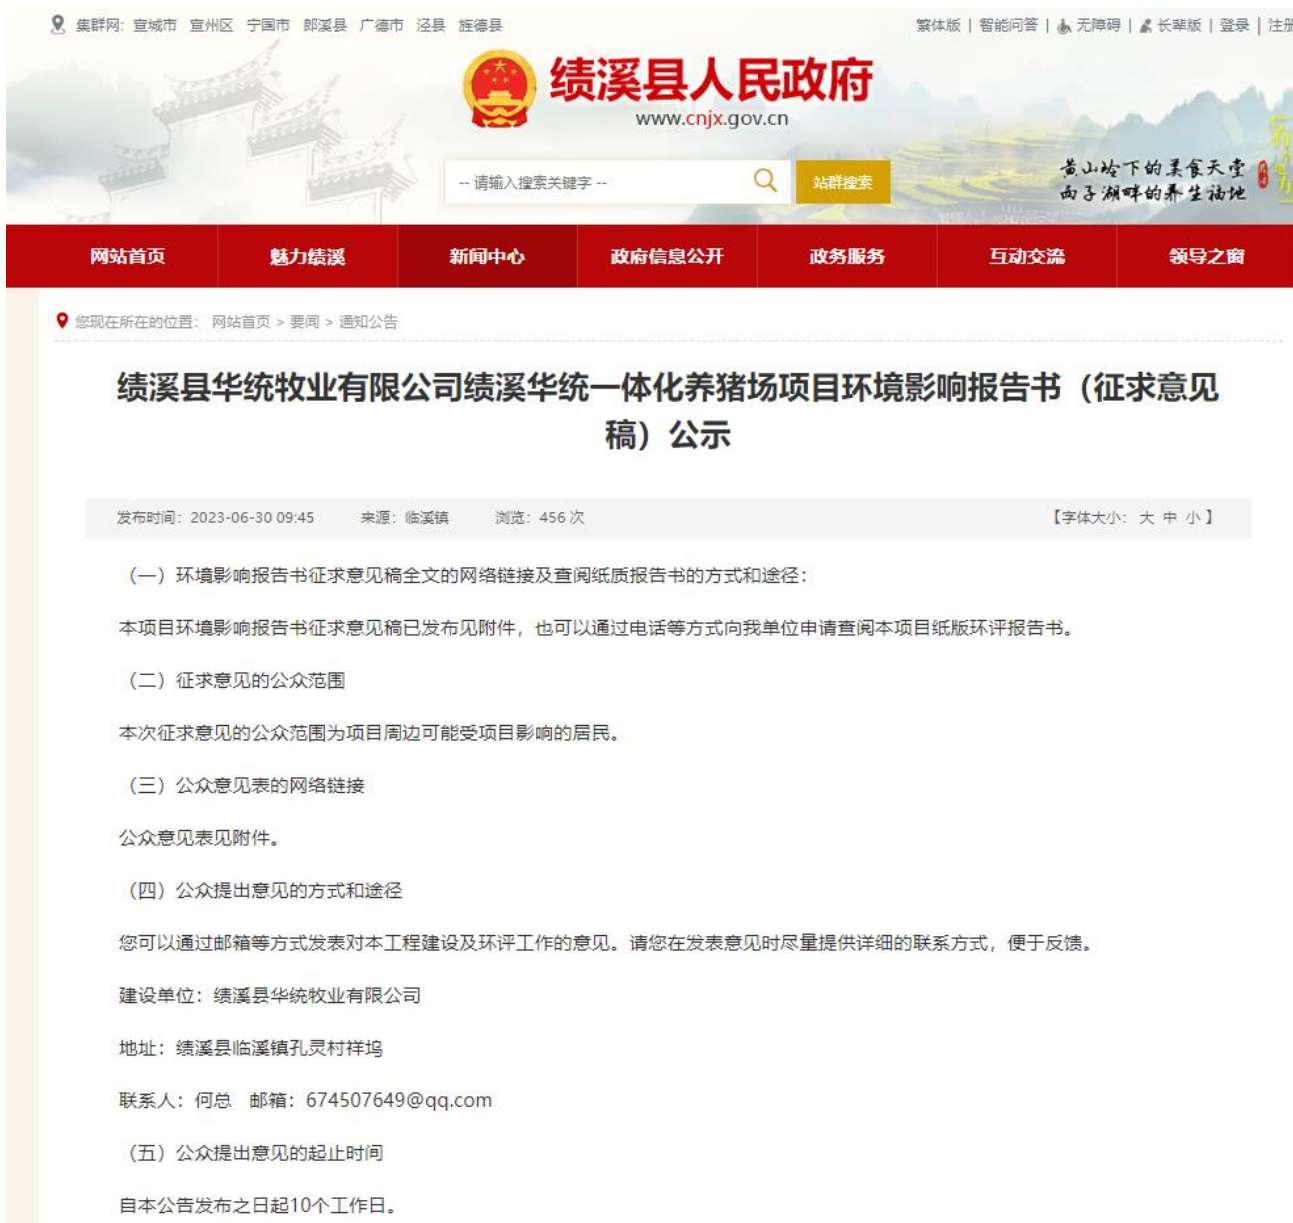 集群网: 宣城市 宣州区 宁国市 郎溪县 广德市 泾县 旌德县
繁体版 | 智能问答 | 无障碍 | 长辈版 | 登录 | 注册
绩溪县人民政府
www.cnjx.gov.cn
-- 请输入搜索关键字 --
站群搜索
黄山岭下的美食天堂
西子湖畔的养生福地
网站首页 魅力绩溪 新闻中心 政府信息公开 政务服务 互动交流 领导之窗
您现在所在的位置: 网站首页 > 要闻 > 通知公告
绩溪县华统牧业有限公司绩溪华统一体化养猪场项目环境影响报告书（征求意见
稿）公示
发布时间：2023-06-30 09:45 来源：临溪镇 浏览：456 次 【字体大小: 大 中 小 】
（一）环境影响报告书征求意见稿全文的网络链接及查阅纸质报告书的方式和途径：
本项目环境影响报告书征求意见稿已发布见附件，也可以通过电话等方式向我单位申请查阅本项目纸版环评报告书。
（二）征求意见的公众范围
本次征求意见的公众范围为项目周边可能受项目影响的居民。
（三）公众意见表的网络链接
公众意见表见附件。
（四）公众提出意见的方式和途径
您可以通过邮箱等方式发表对本工程建设及环评工作的意见。请您在发表意见时尽量提供详细的联系方式，便于反馈。
建设单位：绩溪县华统牧业有限公司
地址：绩溪县临溪镇孔灵村祥坞
联系人：何总 邮箱：674507649@qq.com
（五）公众提出意见的起止时间
自本公告发布之日起10个工作日。